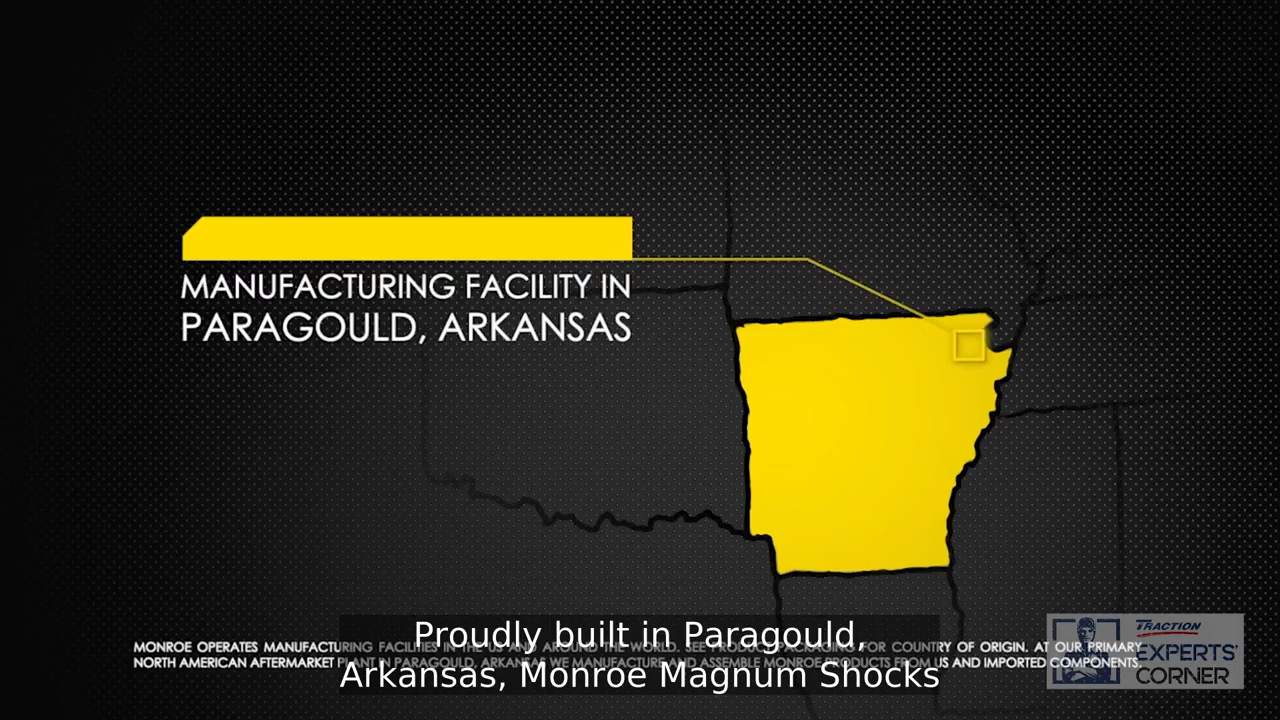 MANUFACTURING FACILITY IN
PARAGOULD, ARKANSAS
Proudly built in Paragould
Arkansas, Monroe Magnum Shocks
MONROE OPERATES MANUFACTURING FACILITIES IN THE US AND AROUND THE WORLD. SEE PRODUCT PACKAGING FOR COUNTRY OF ORIGIN. AT OUR PRIMARY
NORTH AMERICAN AFTERMARKET PLANT IN PARAGOULD, ARKANSAS WE MANUFACTURE AND ASSEMBLE MONROE PRODUCTS FROM US AND IMPORTED COMPONENTS.
TRACTION
EXPERTS'
CORNER